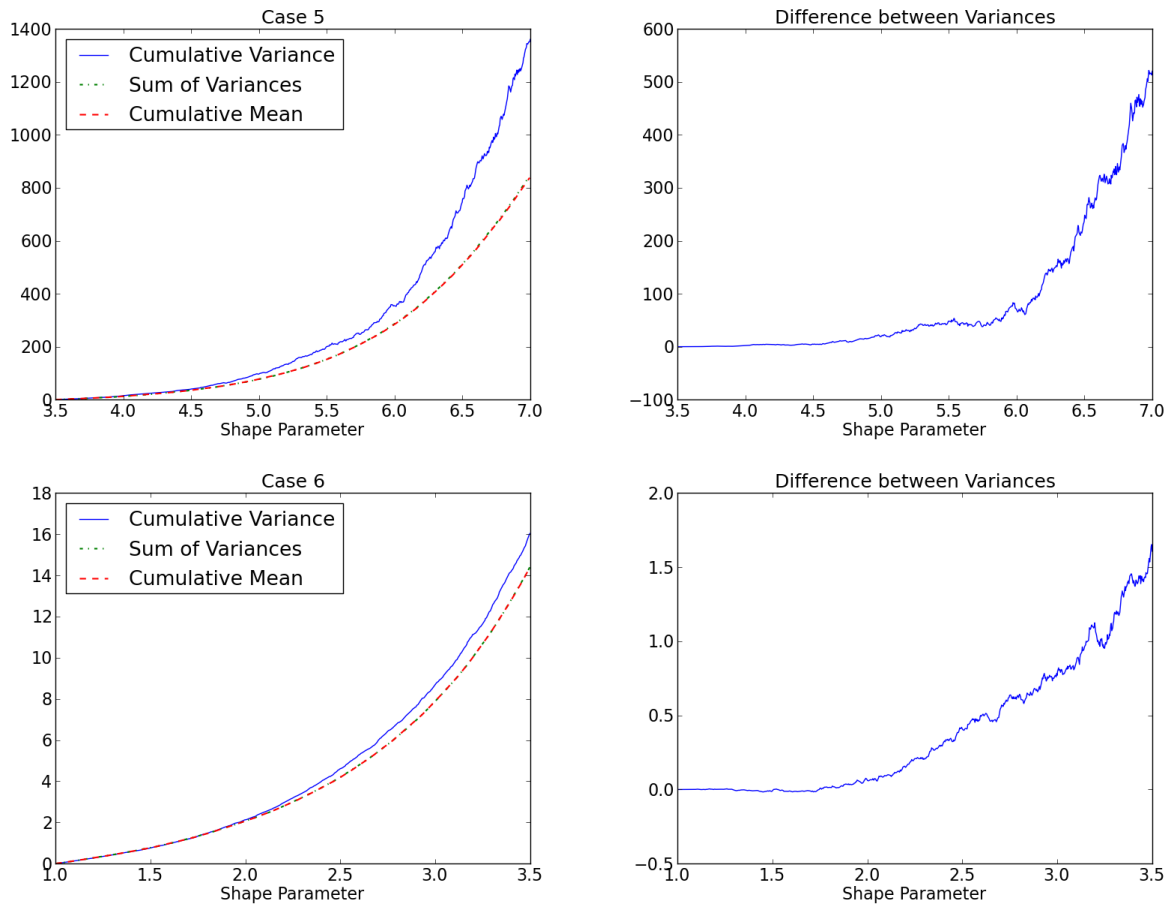 Case 5
1400
1200
1000
800
600
400
200
0
Cumulative Variance
Sum of Variances
Cumulative Mean
3.5 4.0 4.5 5.0 5.5 6.0 6.5 7.0
Shape Parameter
Difference between Variances
600
500
400
300
200
100
0
−100
3.5 4.0 4.5 5.0 5.5 6.0 6.5 7.0
Shape Parameter
Case 6
18
16
14
12
10
8
6
4
2
0
Cumulative Variance
Sum of Variances
Cumulative Mean
1.0 1.5 2.0 2.5 3.0 3.5
Shape Parameter
Difference between Variances
2.0
1.5
1.0
0.5
0.0
−0.5
1.0 1.5 2.0 2.5 3.0 3.5
Shape Parameter